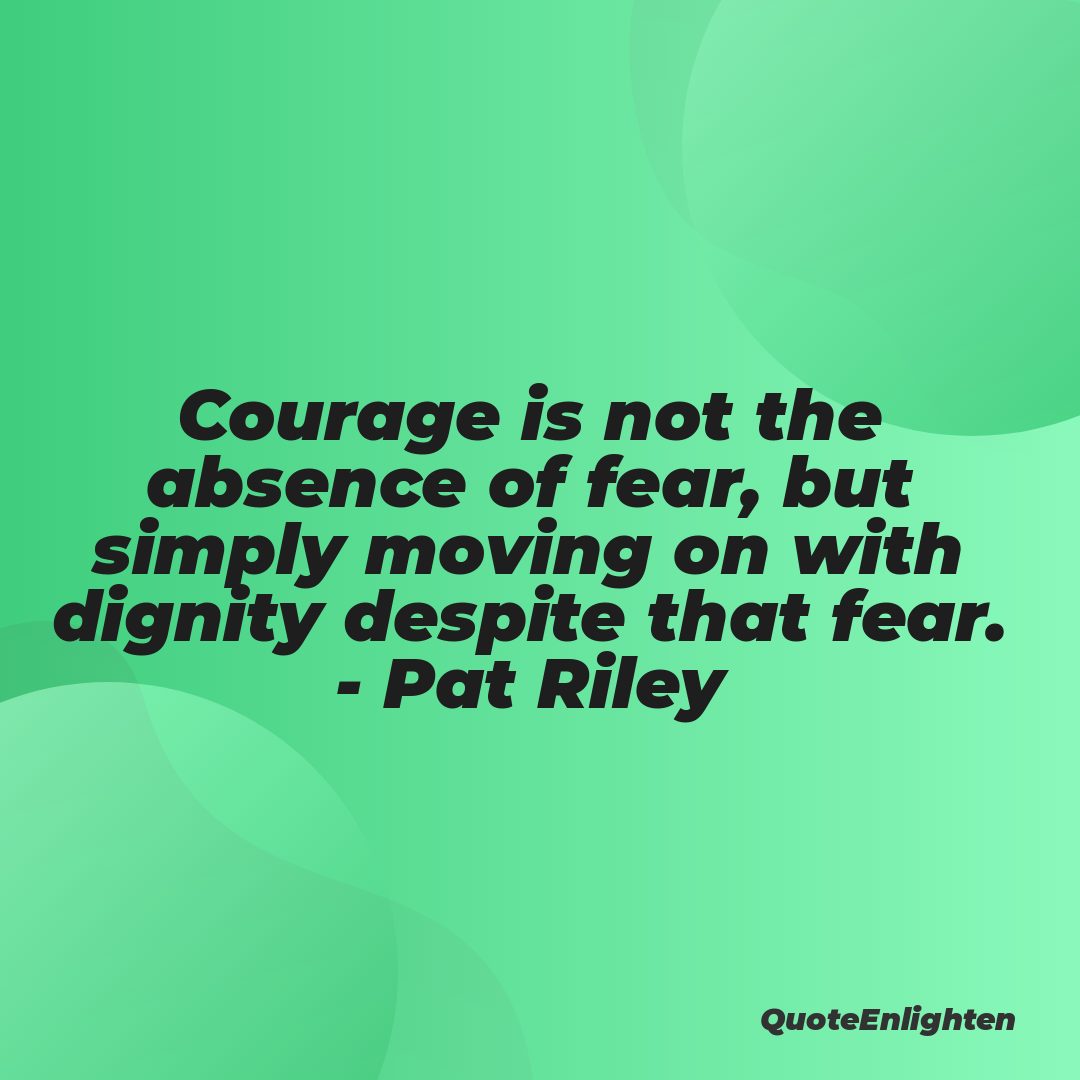 Courage is not the
absence of fear, but
simply moving on with
dignity despite that fear.
- Pat Riley
QuoteEnlighten